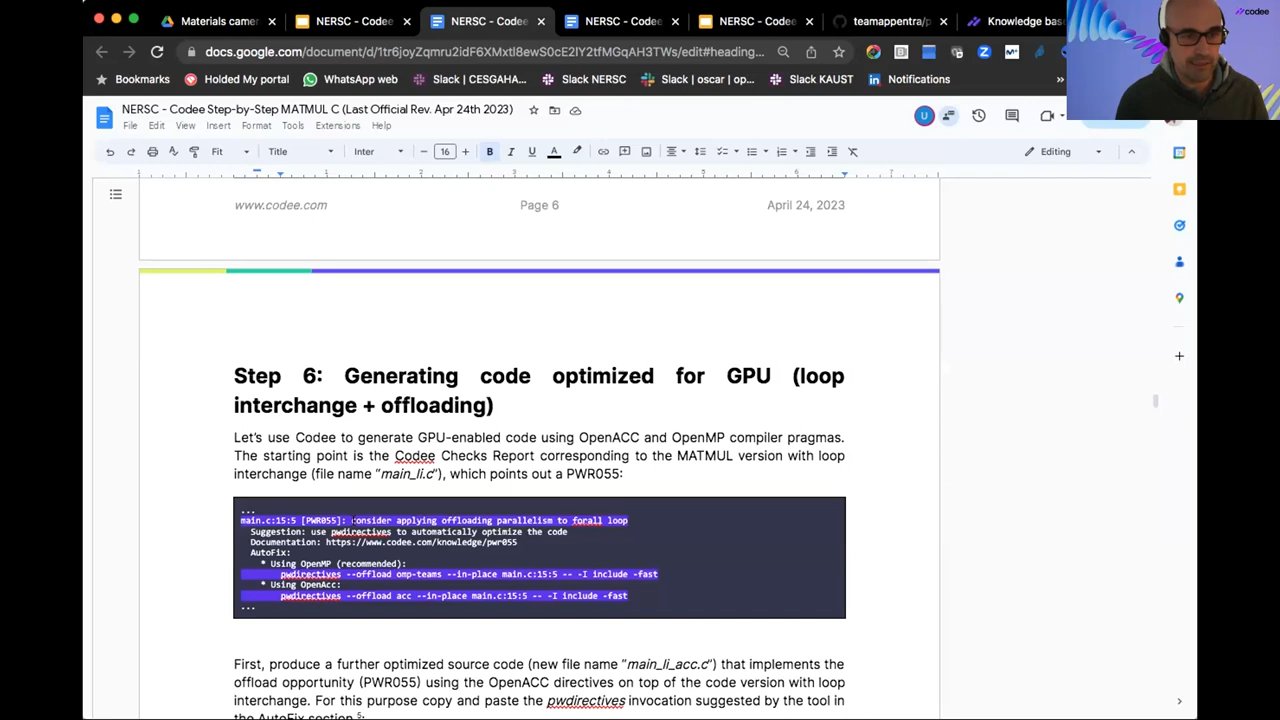 Materials camer
NERSC - Codee
NERSC - Codee
NERSC - Codee
NERSC - Codee
teamappentra/p
Knowledge bas
codee
docs.google.com/document/d/1tr6joyZqmru2IdF6XMxtl8ewS0cE2IY2tfMGqAH3TWs/edit#heading...
Bookmarks
Holded My portal
WhatsApp web
Slack | CESGAHA...
Slack NERSC
Slack | oscar | op...
Slack KAUST
Notifications
NERSC - Codee Step-by-Step MATMUL C (Last Official Rev. Apr 24th 2023)
File Edit View Insert Format Tools Extensions Help
Fit Title Inter 16 B I U A Editing
www.codee.com Page 6 April 24, 2023
Step 6: Generating code optimized for GPU (loop
interchange + offloading)
Let's use Codee to generate GPU-enabled code using OpenACC and OpenMP compiler pragmas.
The starting point is the Codee Checks Report corresponding to the MATMUL version with loop
interchange (file name "main_li.c"), which points out a PWR055:
...
main.c:15:5 [PWR055]: consider applying offloading parallelism to forall loop
Suggestion: use pwdirectives to automatically optimize the code
Documentation: https://www.codee.com/knowledge/pwr055
AutoFix:
* Using OpenMP (recommended):
pwdirectives --offload omp-teams --in-place main.c:15:5 -- -I include -fast
* Using OpenAcc:
pwdirectives --offload acc --in-place main.c:15:5 -- -I include -fast
...
First, produce a further optimized source code (new file name "main_li_acc.c") that implements the
offload opportunity (PWR055) using the OpenACC directives on top of the code version with loop
interchange. For this purpose copy and paste the pwdirectives invocation suggested by the tool in
the AutoFix section 5: